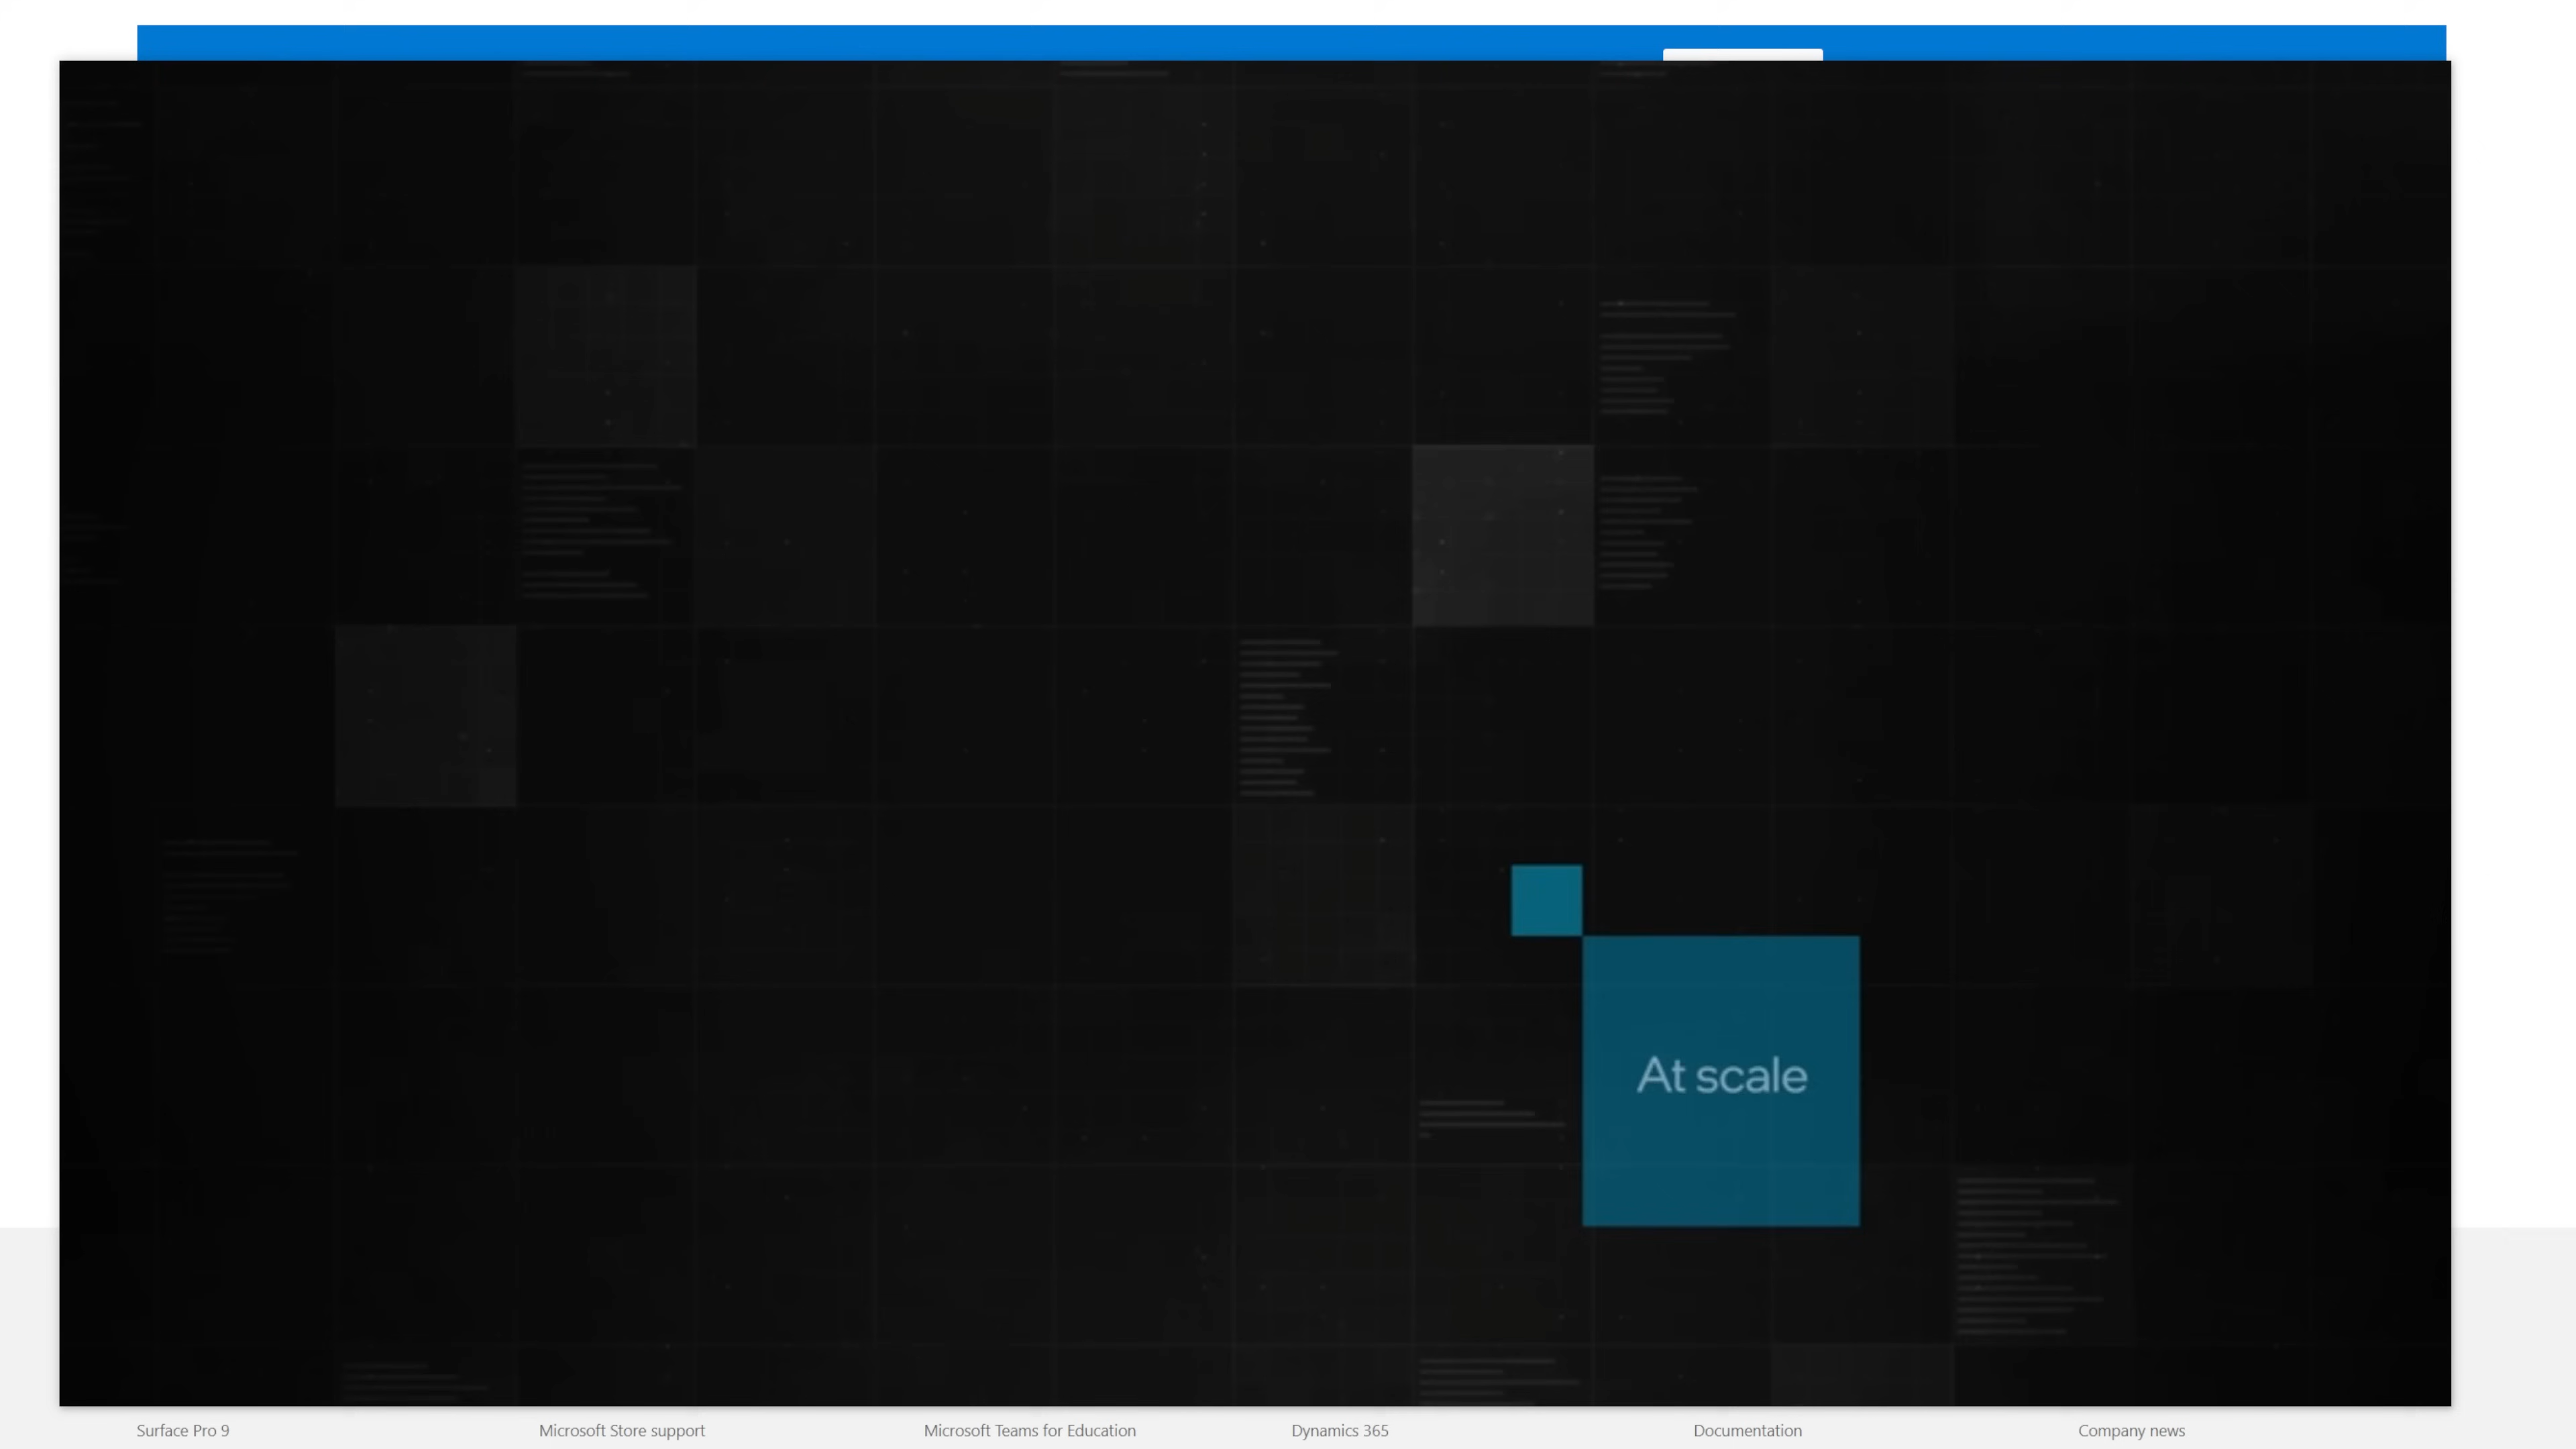 At scale
Surface Pro 9
Microsoft Store support
Microsoft Teams for Education
Dynamics 365
Documentation
Company news